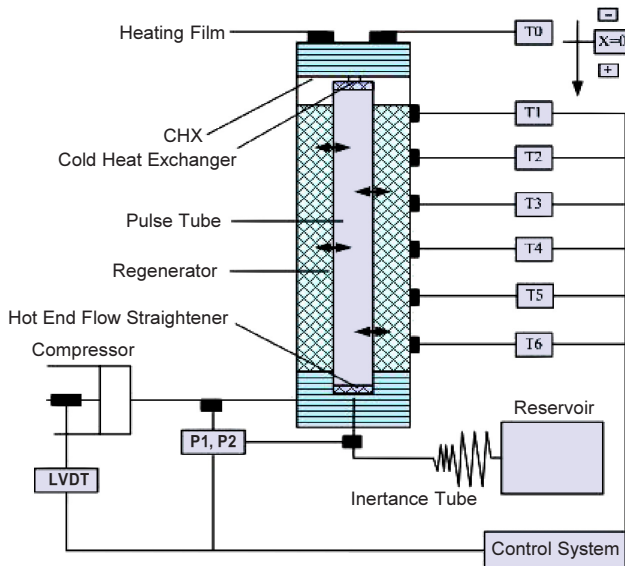 Heating Film
T0
−
X=0
+
CHX
Cold Heat Exchanger
T1
T2
Pulse Tube
T3
Regenerator
T4
T5
Hot End Flow Straightener
T6
Compressor
Reservoir
P1, P2
LVDT
Inertance Tube
Control System